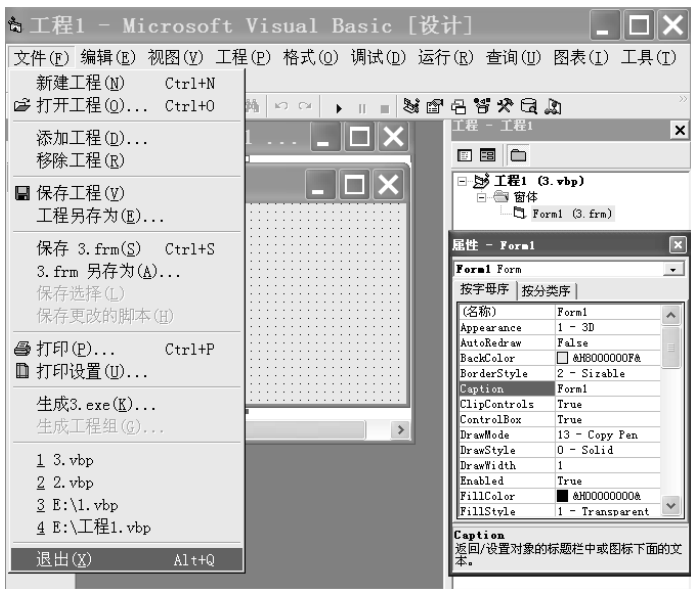 工程1 - Microsoft Visual Basic [设计]
文件(F) 编辑(E) 视图(V) 工程(P) 格式(O) 调试(D) 运行(R) 查询(U) 图表(I) 工具(T)
新建工程(N) Ctrl+N
打开工程(O)... Ctrl+O
添加工程(D)...
移除工程(R)
保存工程(V)
工程另存为(E)...
保存 3.frm(S) Ctrl+S
3.frm 另存为(A)...
保存选择(L)
保存更改的脚本(H)
打印(P)... Ctrl+P
打印设置(U)...
生成3.exe(K)...
生成工程组(G)...
1 3.vbp
2 2.vbp
3 E:\1.vbp
4 E:\工程1.vbp
退出(X) Alt+Q
工程 - 工程1
工程1 (3.vbp)
窗体
Form1 (3.frm)
属性 - Form1
Form1 Form
按字母序 按分类序
(名称) Form1
Appearance 1 - 3D
AutoRedraw False
BackColor &H8000000F&
BorderStyle 2 - Sizable
Caption Form1
ClipControls True
ControlBox True
DrawMode 13 - Copy Pen
DrawStyle 0 - Solid
DrawWidth 1
Enabled True
FillColor &H00000000&
FillStyle 1 - Transparent
Caption
返回/设置对象的标题栏中或图标下面的文
本。